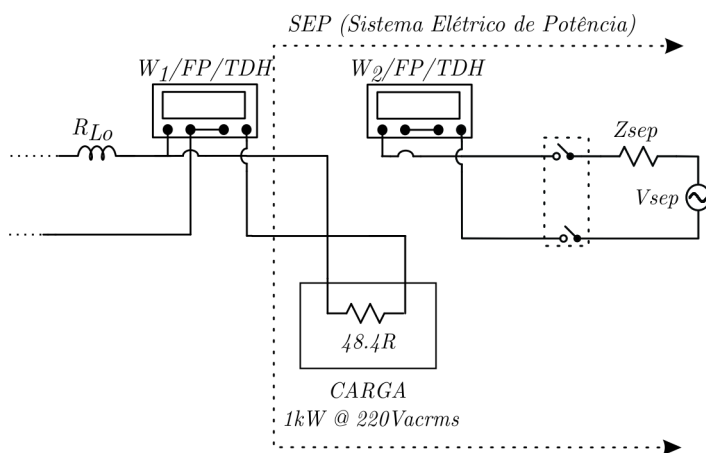 SEP (Sistema Elétrico de Potência)
W1/FP/TDH
W2/FP/TDH
RLo
Zsep
Vsep
48.4R
CARGA
1kW @ 220Vacrms